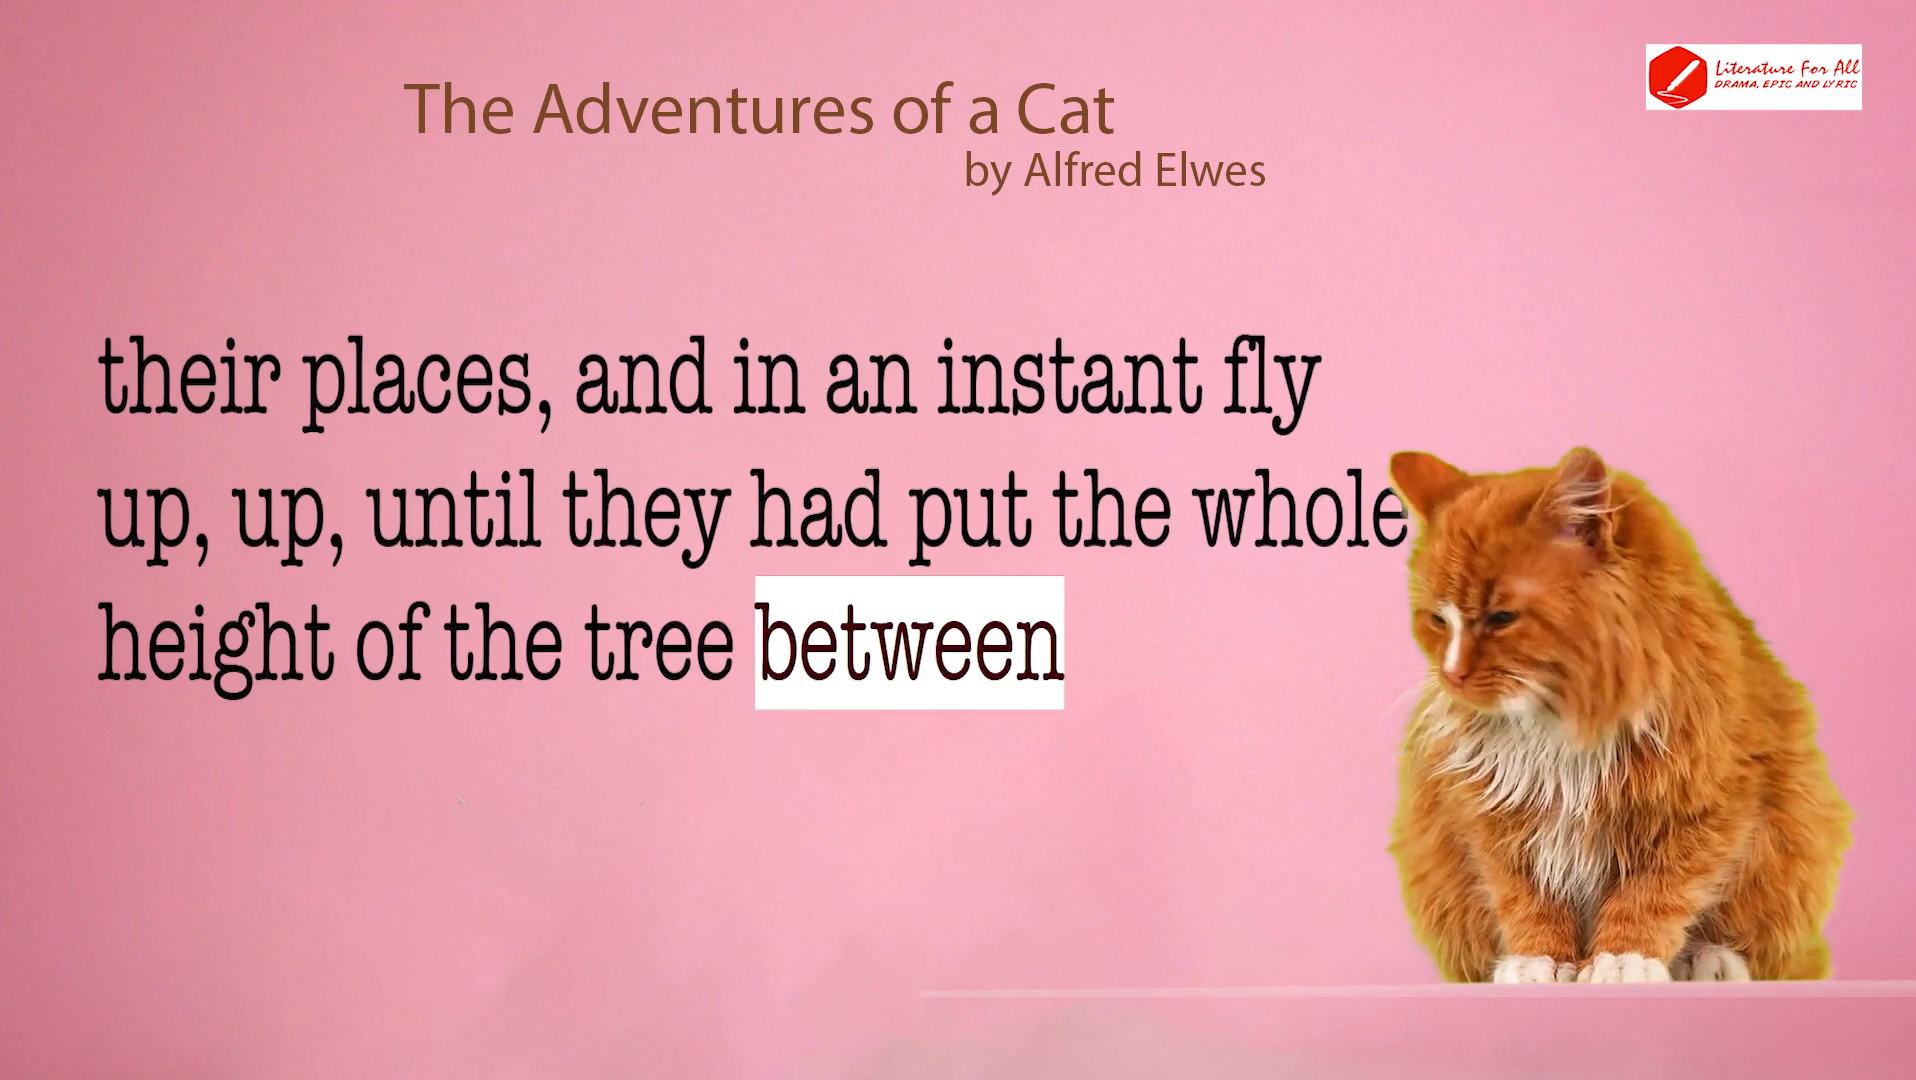 The Adventures of a Cat
by Alfred Elwes
Literature For All
DRAMA, EPIC AND LYRIC
their places, and in an instant fly
up, up, until they had put the whole
height of the tree between